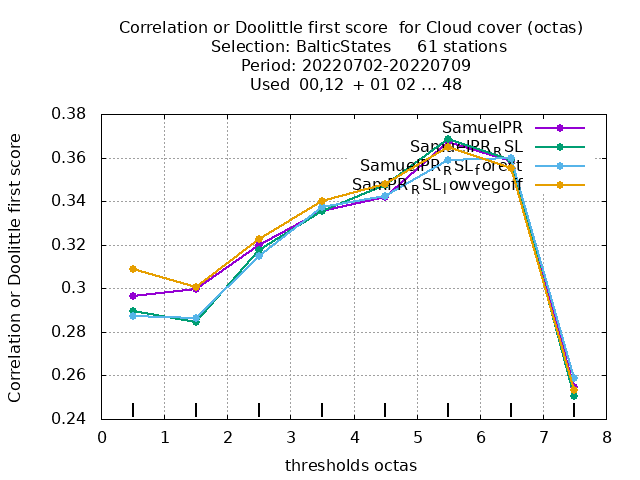 Correlation or Doolittle first score  for Cloud cover (octas)
Selection: BalticStates     61 stations
Period: 20220702-20220709
Used  00,12  + 01 02 ... 48
Correlation or Doolittle first score
0.38
0.36
0.34
0.32
0.3
0.28
0.26
0.24
SamuelPR
SamuelPR_RSL
SamuelPR_RSL_forest
SamPR_RSL_lowvegoff
0 1 2 3 4 5 6 7 8
thresholds octas